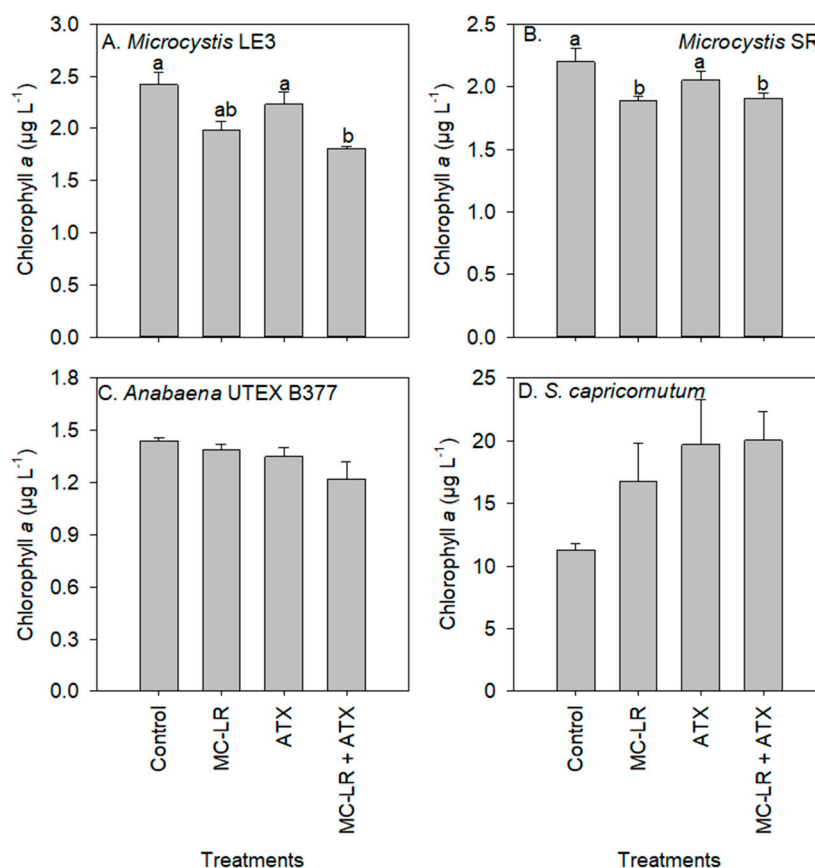 A. Microcystis LE3
Chlorophyll a (µg L-1)
3.0
2.5
2.0
1.5
1.0
0.5
0.0
a
ab
a
b
B. Microcystis SR
Chlorophyll a (µg L-1)
2.5
2.0
1.5
1.0
0.5
0.0
a
b
a
b
C. Anabaena UTEX B377
Chlorophyll a (µg L-1)
1.8
1.5
1.2
0.9
0.6
0.3
0.0
Control
MC-LR
ATX
MC-LR + ATX
Treatments
D. S. capricornutum
Chlorophyll a (µg L-1)
25
20
15
10
5
0
Control
MC-LR
ATX
MC-LR + ATX
Treatments